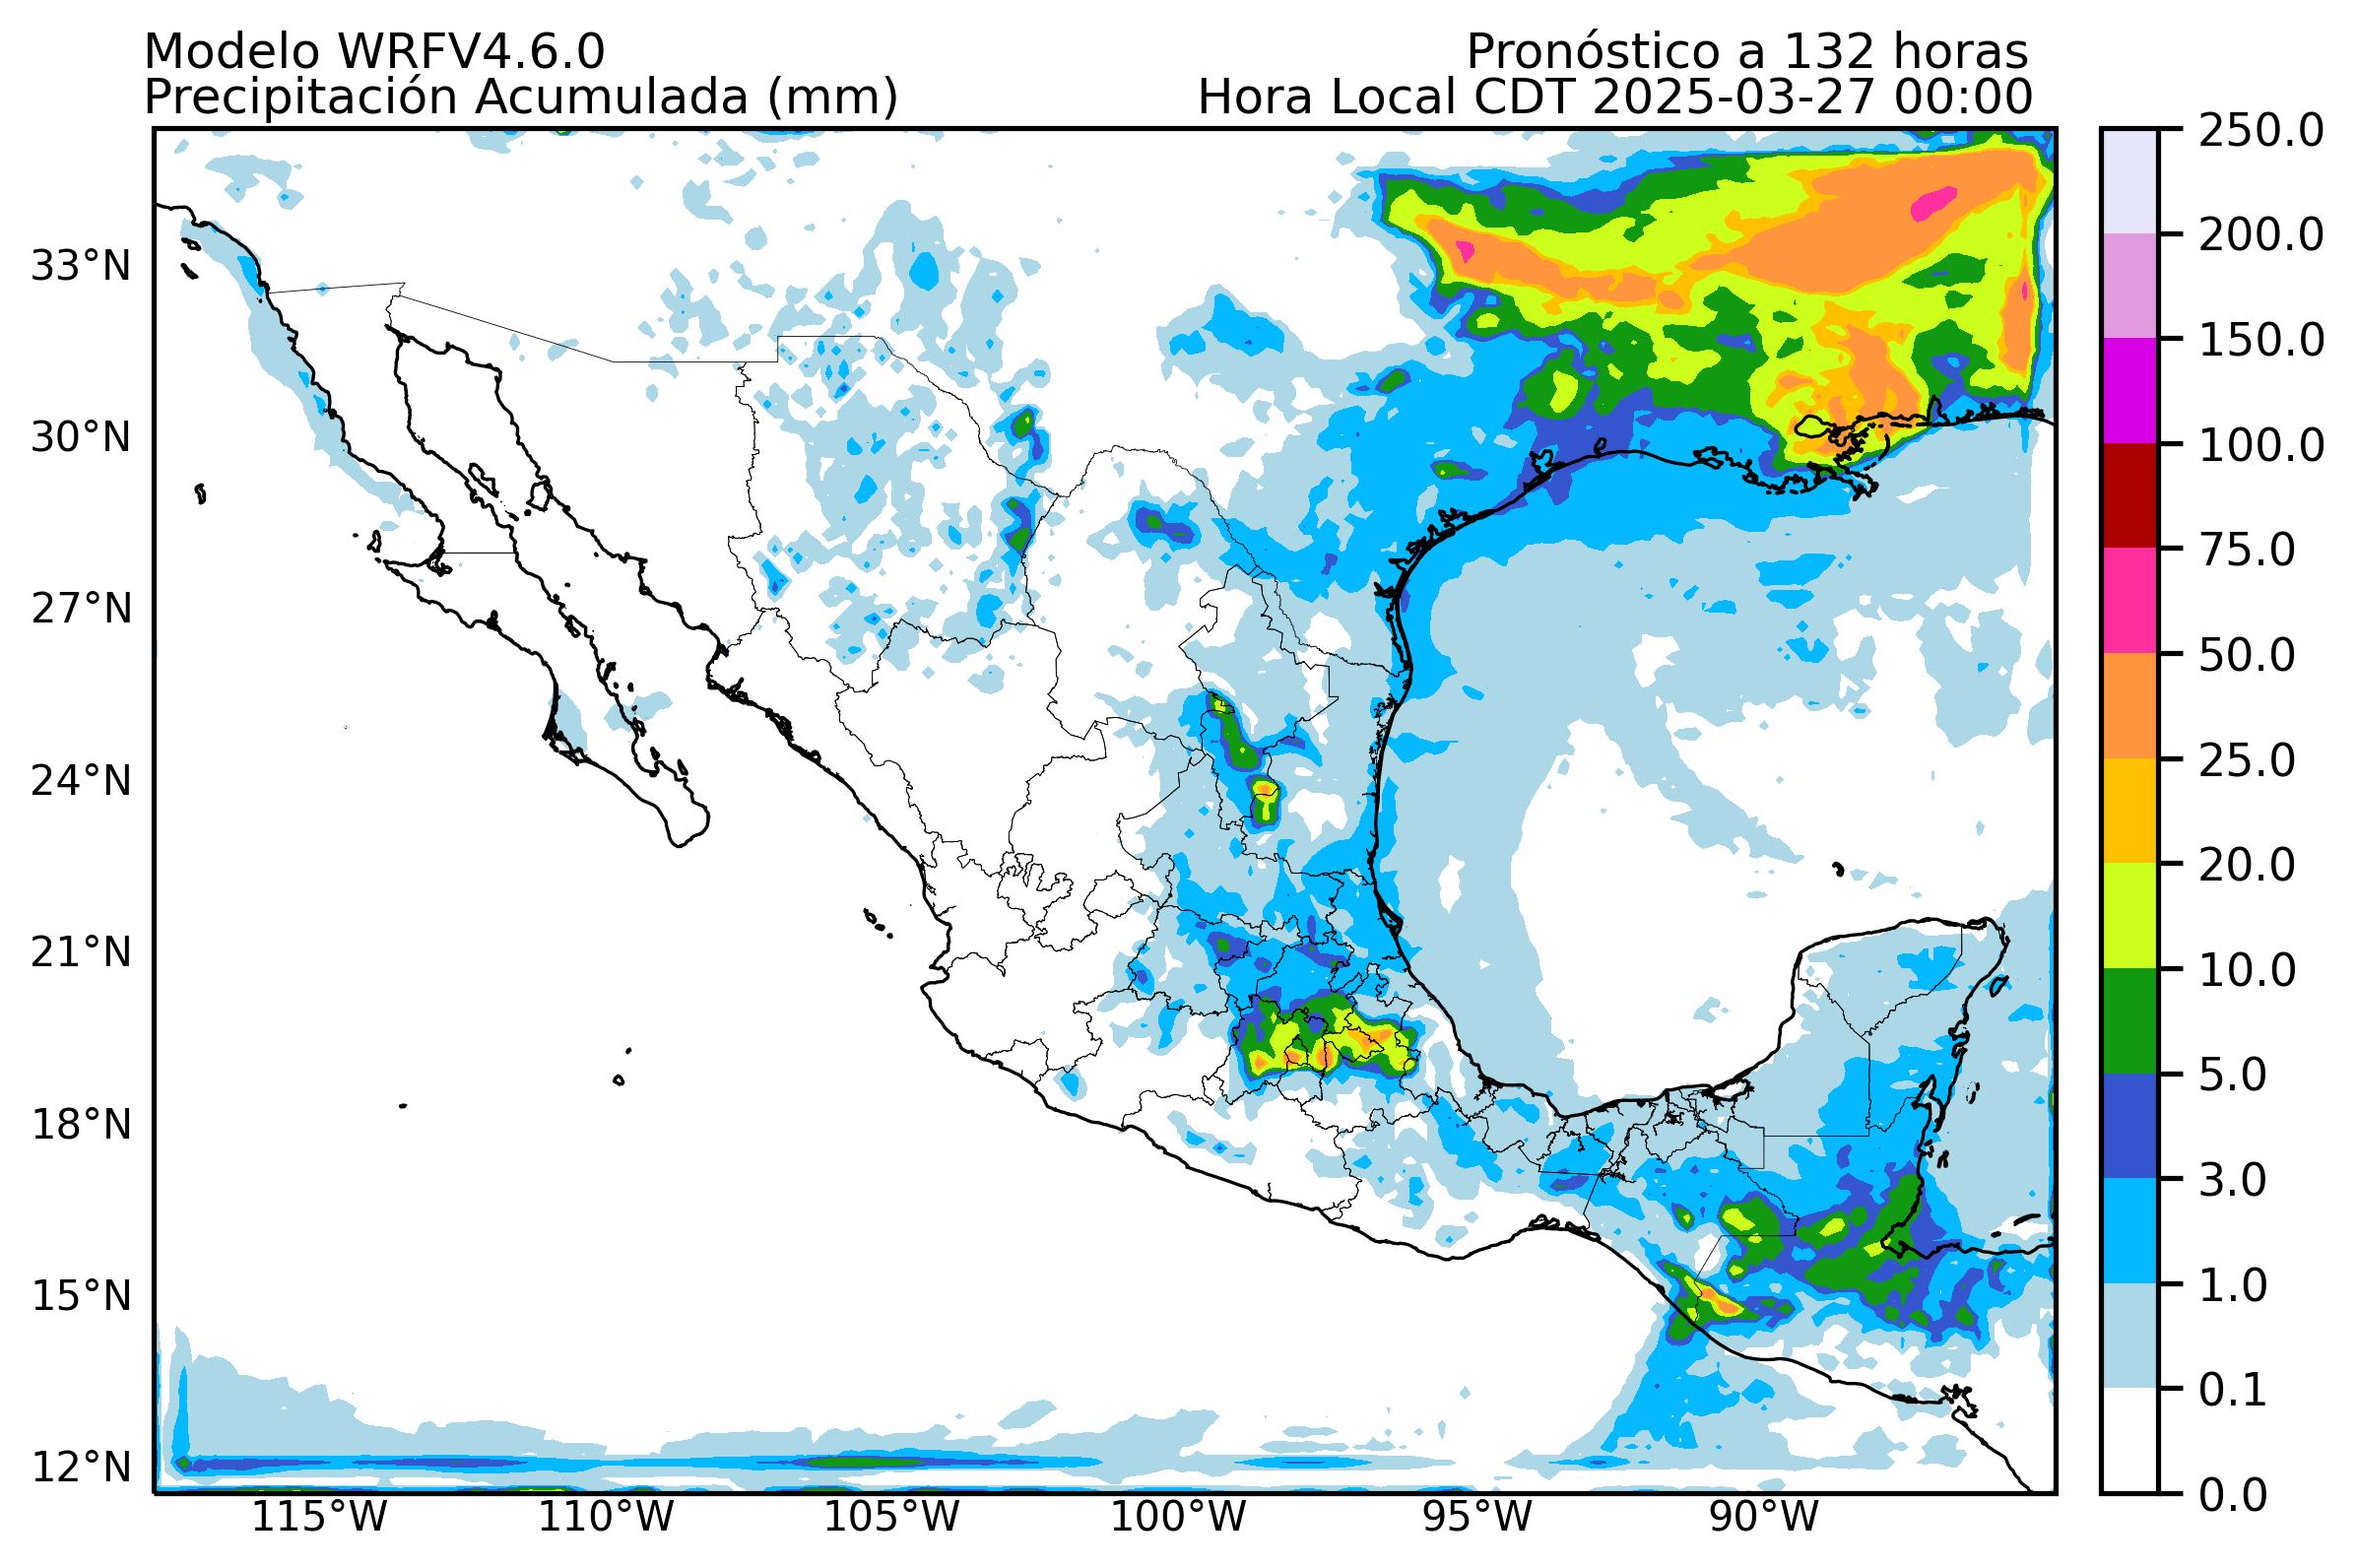 Modelo WRFV4.6.0
Pronóstico a 132 horas
Precipitación Acumulada (mm)
Hora Local CDT 2025-03-27 00:00
33°N
30°N
27°N
24°N
21°N
18°N
15°N
12°N
115°W
110°W
105°W
100°W
95°W
90°W
250.0
200.0
150.0
100.0
75.0
50.0
25.0
20.0
10.0
5.0
3.0
1.0
0.1
0.0